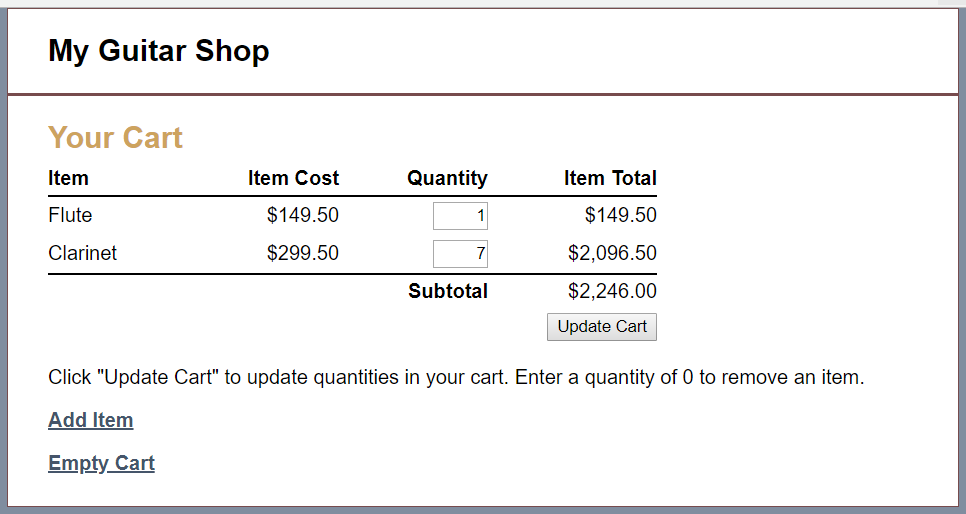 My Guitar Shop
Your Cart
Item Item Cost Quantity Item Total
Flute $149.50 1 $149.50
Clarinet $299.50 7 $2,096.50
Subtotal $2,246.00
Update Cart
Click "Update Cart" to update quantities in your cart. Enter a quantity of 0 to remove an item.
Add Item
Empty Cart